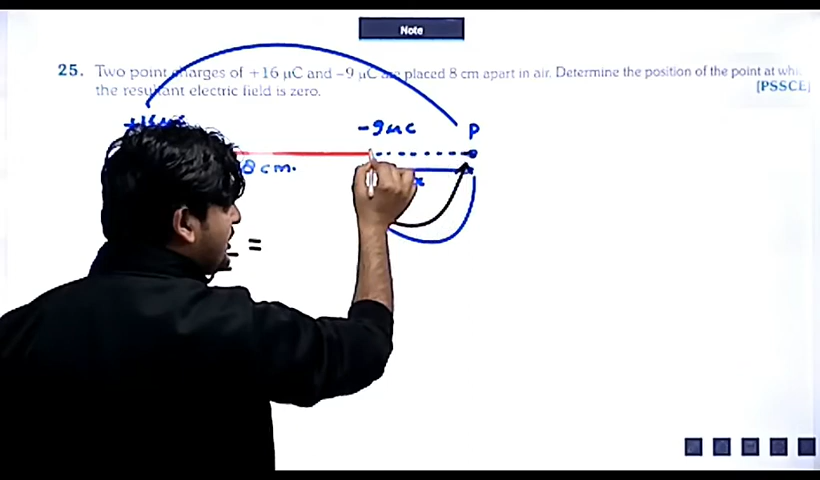 Note
25. Two point charges of +16 μC and –9 μC are placed 8 cm apart in air. Determine the position of the point at
the resultant electric field is zero.
[PSSCE]
-9μC P
8 cm.
x
=